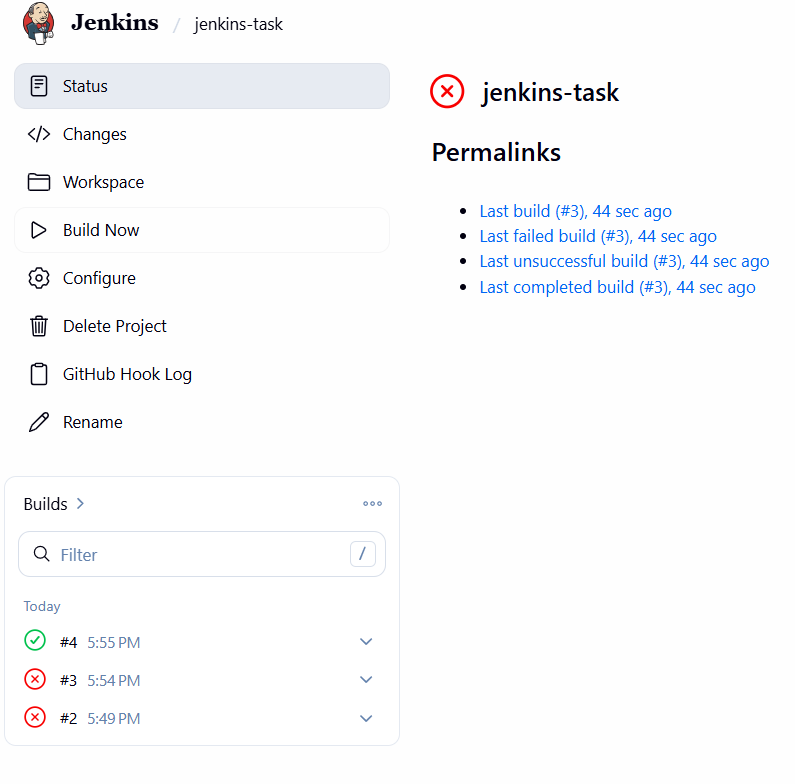 Jenkins / jenkins-task
Status
Changes
Workspace
Build Now
Configure
Delete Project
GitHub Hook Log
Rename
Builds
Filter /
Today
#4 5:55 PM
#3 5:54 PM
#2 5:49 PM
jenkins-task
Permalinks
Last build (#3), 44 sec ago
Last failed build (#3), 44 sec ago
Last unsuccessful build (#3), 44 sec ago
Last completed build (#3), 44 sec ago